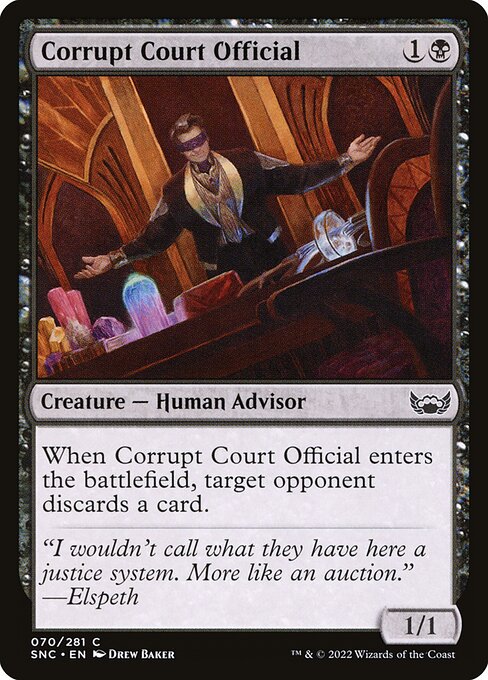 Corrupt Court Official 1
Creature — Human Advisor
When Corrupt Court Official enters
the battlefield, target opponent
discards a card.
“I wouldn’t call what they have here a
justice system. More like an auction.”
—Elspeth
1/1
070/281 C
SNC • EN Drew Baker
™ & © 2022 Wizards of the Coast